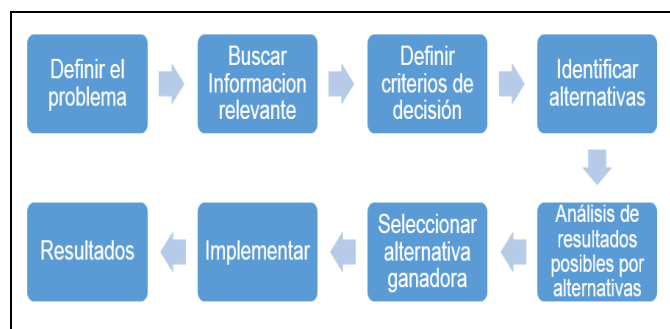 Definir el
problema
Buscar
Informacion
relevante
Definir
criterios de
decisión
Identificar
alternativas
Análisis de
resultados
posibles por
alternativas
Seleccionar
alternativa
ganadora
Implementar
Resultados